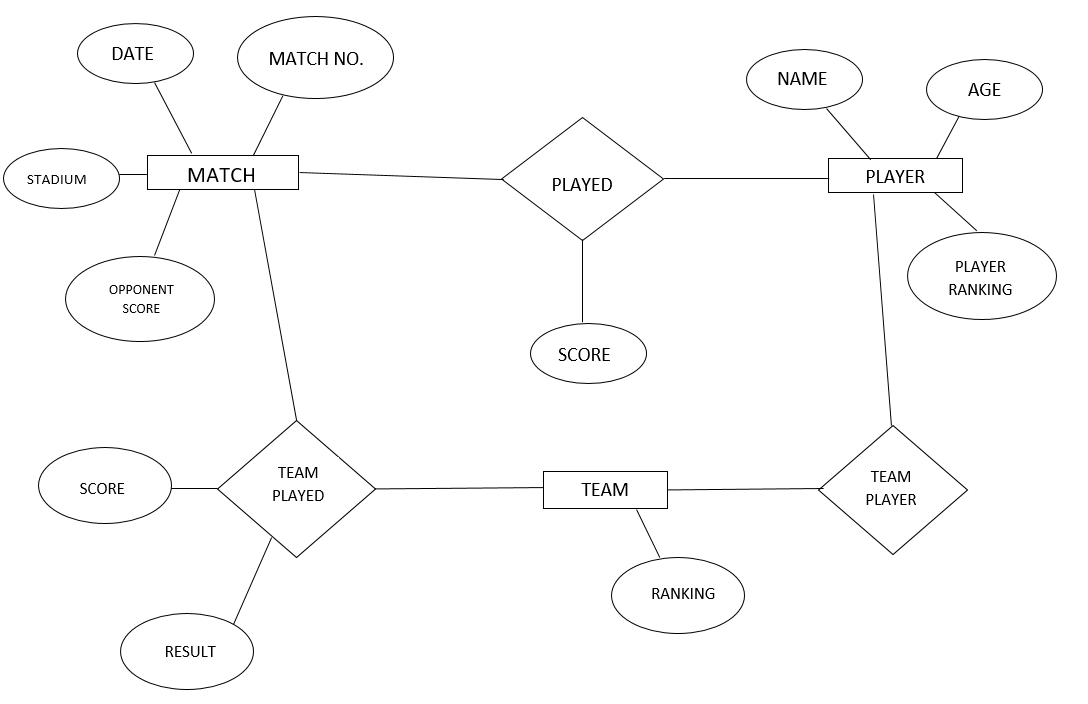 DATE
MATCH NO.
NAME
AGE
STADIUM
MATCH
PLAYED
PLAYER
OPPONENT
SCORE
PLAYER
RANKING
SCORE
SCORE
TEAM
PLAYED
TEAM
TEAM
PLAYER
RANKING
RESULT